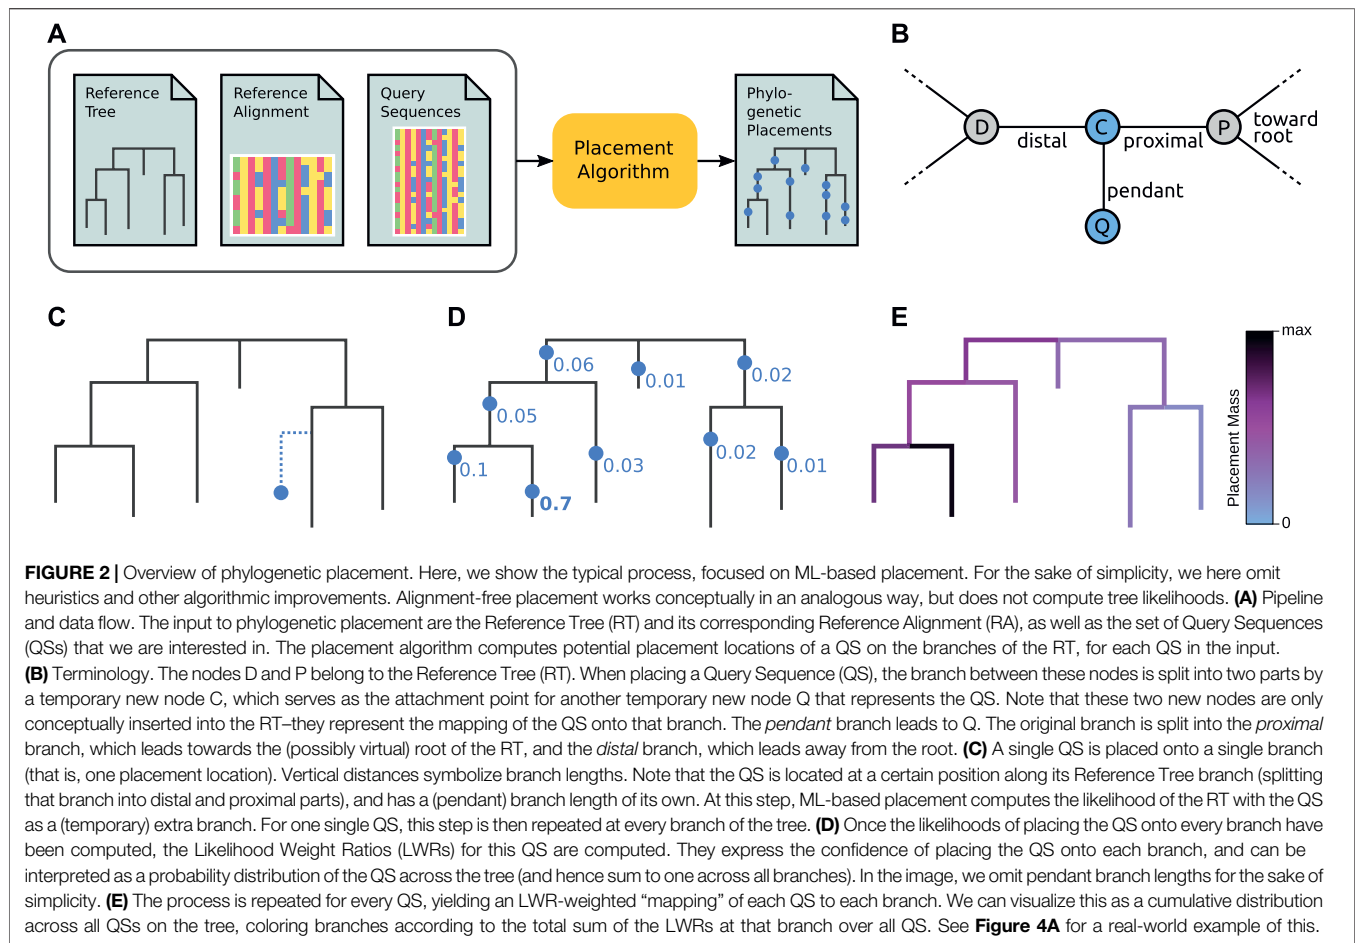 A
Reference
Tree
Reference
Alignment
Query
Sequences
Placement
Algorithm
Phylo-
genetic
Placements
B
D
distal
C
proximal
P
toward
root
pendant
Q
C
D
0.06
0.01
0.02
0.05
0.1
0.7
0.03
0.02
0.01
E
Placement Mass
max
0
FIGURE 2 | Overview of phylogenetic placement. Here, we show the typical process, focused on ML-based placement. For the sake of simplicity, we here omit
heuristics and other algorithmic improvements. Alignment-free placement works conceptually in an analogous way, but does not compute tree likelihoods. (A) Pipeline
and data flow. The input to phylogenetic placement are the Reference Tree (RT) and its corresponding Reference Alignment (RA), as well as the set of Query Sequences
(QSs) that we are interested in. The placement algorithm computes potential placement locations of a QS on the branches of the RT, for each QS in the input.
(B) Terminology. The nodes D and P belong to the Reference Tree (RT). When placing a Query Sequence (QS), the branch between these nodes is split into two parts by
a temporary new node C, which serves as the attachment point for another temporary new node Q that represents the QS. Note that these two new nodes are only
conceptually inserted into the RT–they represent the mapping of the QS onto that branch. The pendant branch leads to Q. The original branch is split into the proximal
branch, which leads towards the (possibly virtual) root of the RT, and the distal branch, which leads away from the root. (C) A single QS is placed onto a single branch
(that is, one placement location). Vertical distances symbolize branch lengths. Note that the QS is located at a certain position along its Reference Tree branch (splitting
that branch into distal and proximal parts), and has a (pendant) branch length of its own. At this step, ML-based placement computes the likelihood of the RT with the QS
as a (temporary) extra branch. For one single QS, this step is then repeated at every branch of the tree. (D) Once the likelihoods of placing the QS onto every branch have
been computed, the Likelihood Weight Ratios (LWRs) for this QS are computed. They express the confidence of placing the QS onto each branch, and can be
interpreted as a probability distribution of the QS across the tree (and hence sum to one across all branches). In the image, we omit pendant branch lengths for the sake of
simplicity. (E) The process is repeated for every QS, yielding an LWR-weighted “mapping” of each QS to each branch. We can visualize this as a cumulative distribution
across all QSs on the tree, coloring branches according to the total sum of the LWRs at that branch over all QS. See Figure 4A for a real-world example of this.